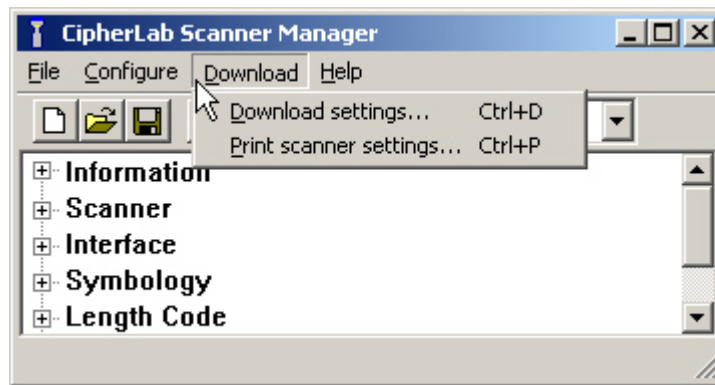 CipherLab Scanner Manager
File Configure Download Help
Download settings... Ctrl+D
Print scanner settings... Ctrl+P
Information
Scanner
Interface
Symbology
Length Code